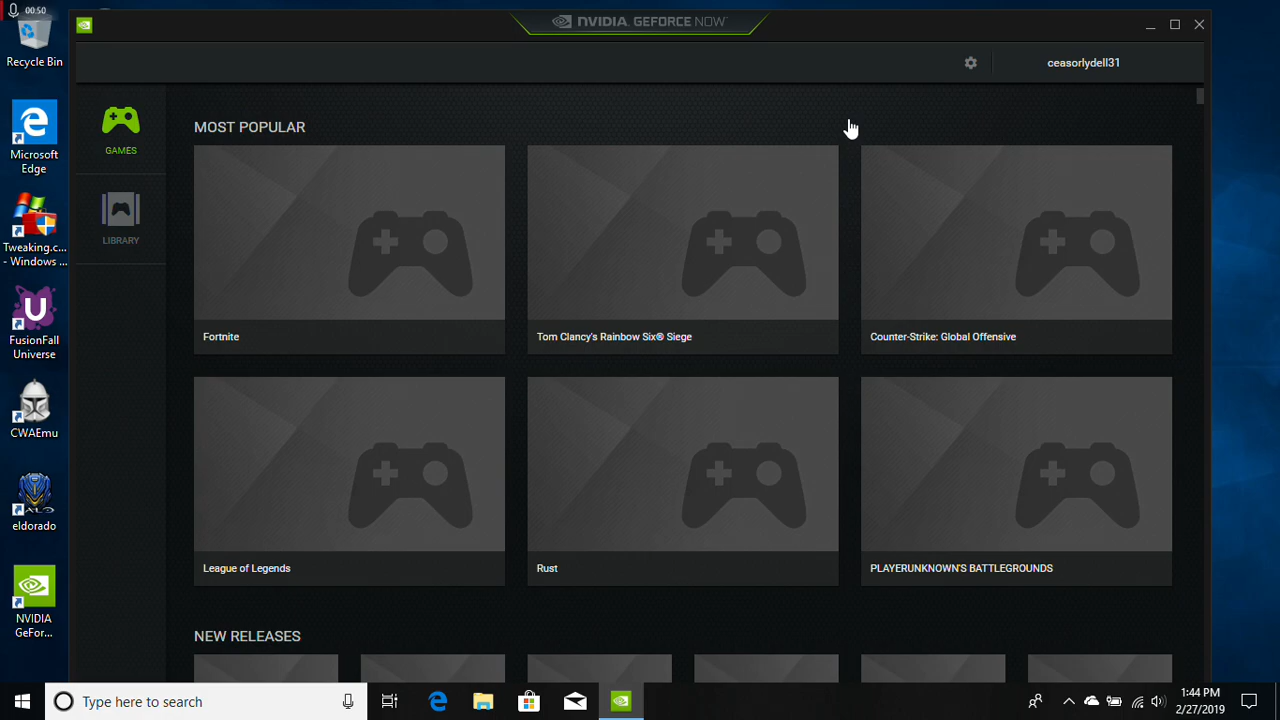 00:50
NVIDIA. GEFORCE NOW
Recycle Bin
ceasorlydell31
Microsoft
Edge
GAMES
MOST POPULAR
LIBRARY
Tweaking.c...
- Windows ...
Fortnite
Tom Clancy's Rainbow Six® Siege
Counter-Strike: Global Offensive
U
FusionFall
Universe
CWAEmu
HALO
eldorado
League of Legends
Rust
PLAYERUNKNOWN'S BATTLEGROUNDS
NVIDIA
GeFor...
NEW RELEASES
Type here to search
1:44 PM
2/27/2019